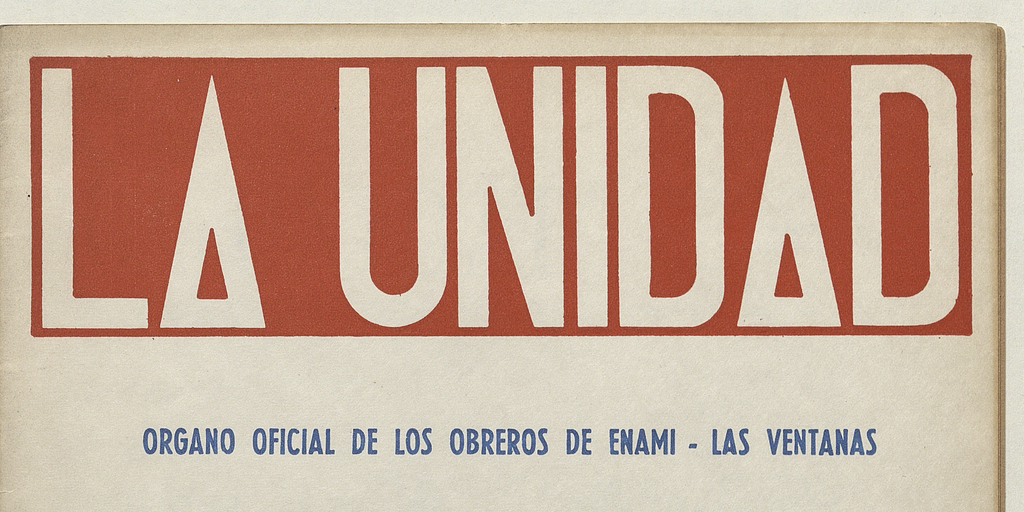 LA UNIDAD
ORGANO OFICIAL DE LOS OBREROS DE ENAMI - LAS VENTANAS